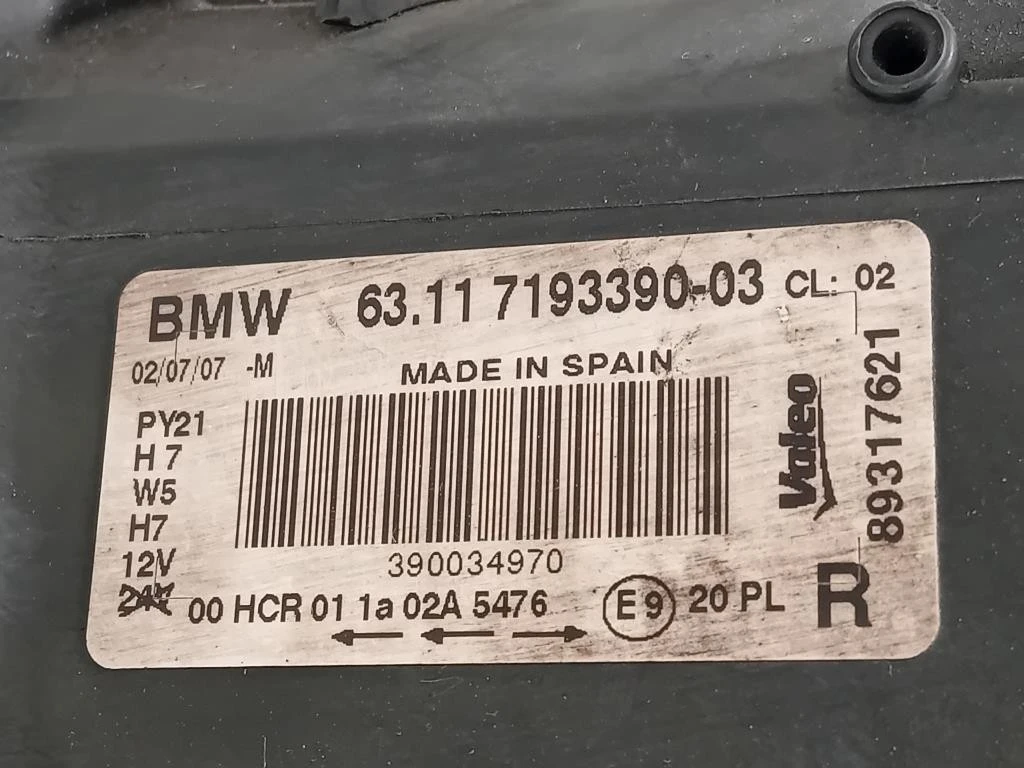 BMW 63.11 7193390-03 CL: 02
02/07/07 -M
MADE IN SPAIN
PY21
H7
W5
H7
12V
24V
390034970
00 HCR 01 1a 02A 5476 E9 20 PL R
Valeo
89317621